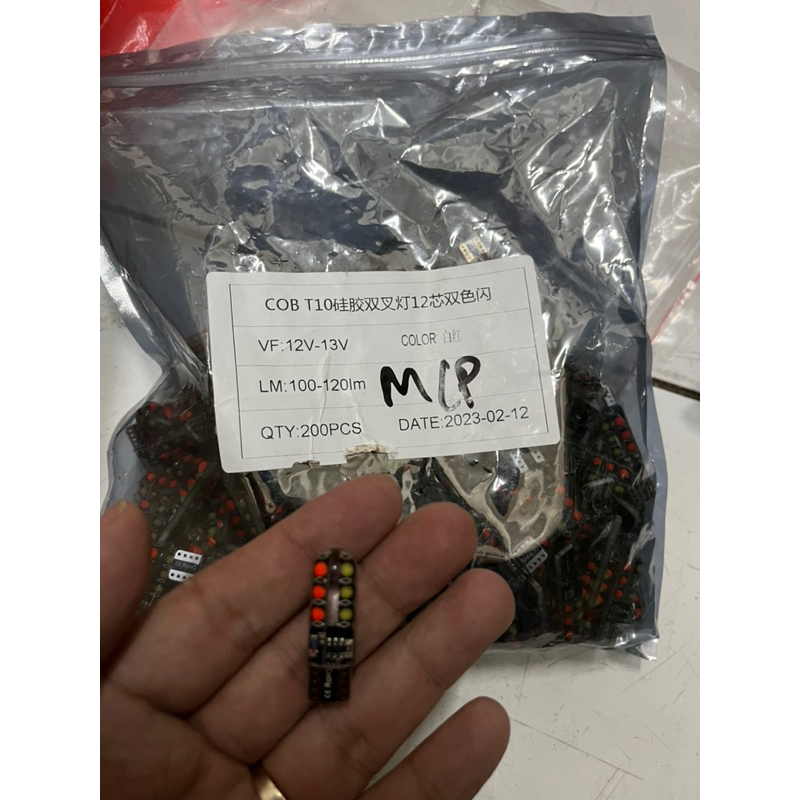 COB T10硅胶双叉灯12芯双色闪
VF:12V-13V
COLOR: 白红
LM:100-120lm
MCP
QTY:200PCS
DATE:2023-02-12